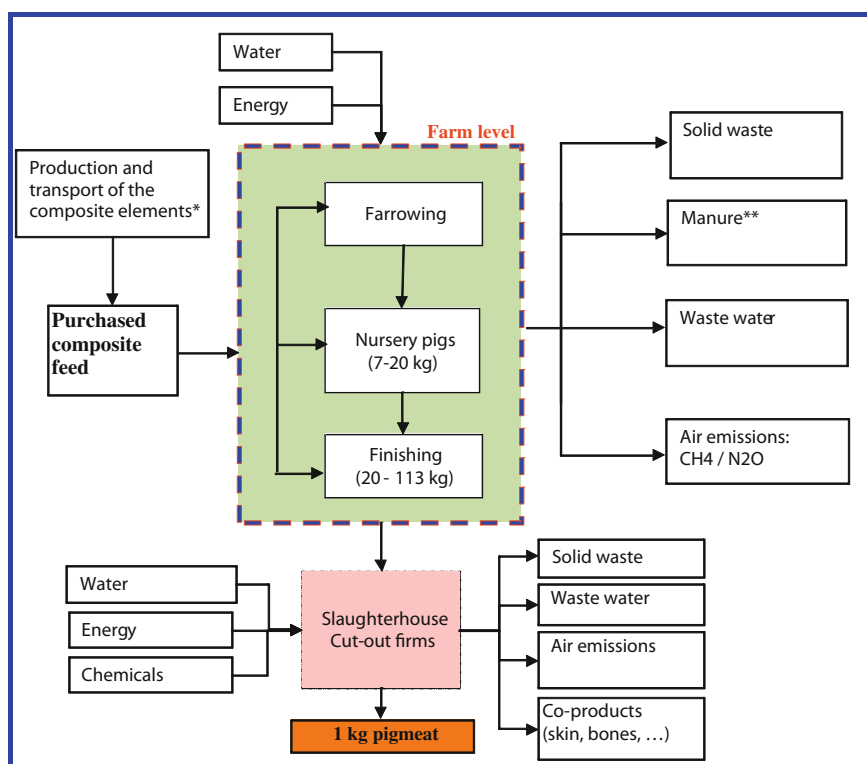 Water
Energy
Farm level
Production and
transport of the
composite elements*
Purchased
composite
feed
Farrowing
Nursery pigs
(7-20 kg)
Finishing
(20 - 113 kg)
Solid waste
Manure**
Waste water
Air emissions:
CH4 / N2O
Water
Energy
Chemicals
Slaughterhouse
Cut-out firms
Solid waste
Waste water
Air emissions
Co-products
(skin, bones, …)
1 kg pigmeat